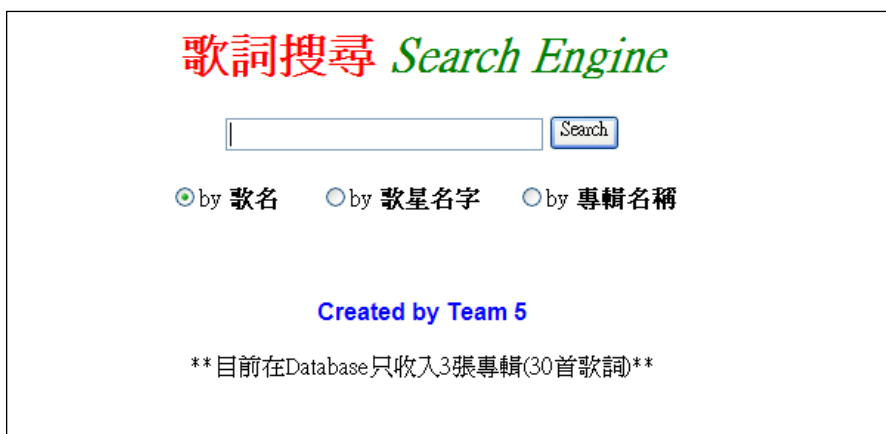 歌詞搜尋 Search Engine
Search
by 歌名 by 歌星名字 by 專輯名稱
Created by Team 5
**目前在Database只收入3張專輯(30首歌詞)**